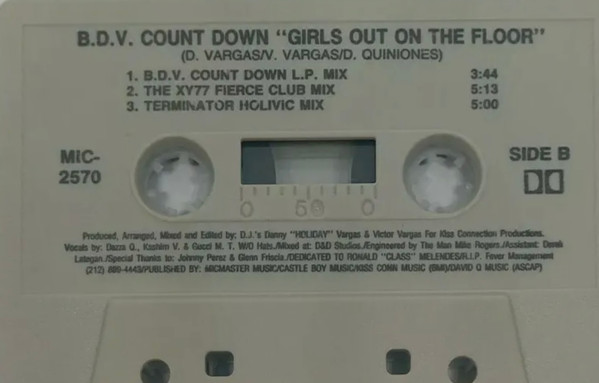 B.D.V. COUNT DOWN "GIRLS OUT ON THE FLOOR"
(D. VARGAS/V. VARGAS/D. QUINIONES)
1. B.D.V. COUNT DOWN L.P. MIX 3:44
2. THE XY77 FIERCE CLUB MIX 5:13
3. TERMINATOR HOLIVIC MIX 5:00
MIC-
2570
SIDE B
0 50 0
Produced, Arranged, Mixed and Edited by: D.J.'s Danny "HOLIDAY" Vargas & Victor Vargas For Kiss Connection Productions.
Vocals by: Dazza Q., Kashim V. & Gucci M. T. W/O Hats./Mixed at: D&D Studios./Engineered by The Man Mike Rogers./Assistant: Derek
/Special Thanks to: Johnny Perez & Glenn Friscia./DEDICATED TO RONALD "CLASS" MELENDES/R.I.P. Fever Management
(212) 4443/PUBLISHED BY: MICMASTER MUSIC/CASTLE BOY MUSIC/KISS CONN MUSIC (BMI)/DAVID Q MUSIC (ASCAP)